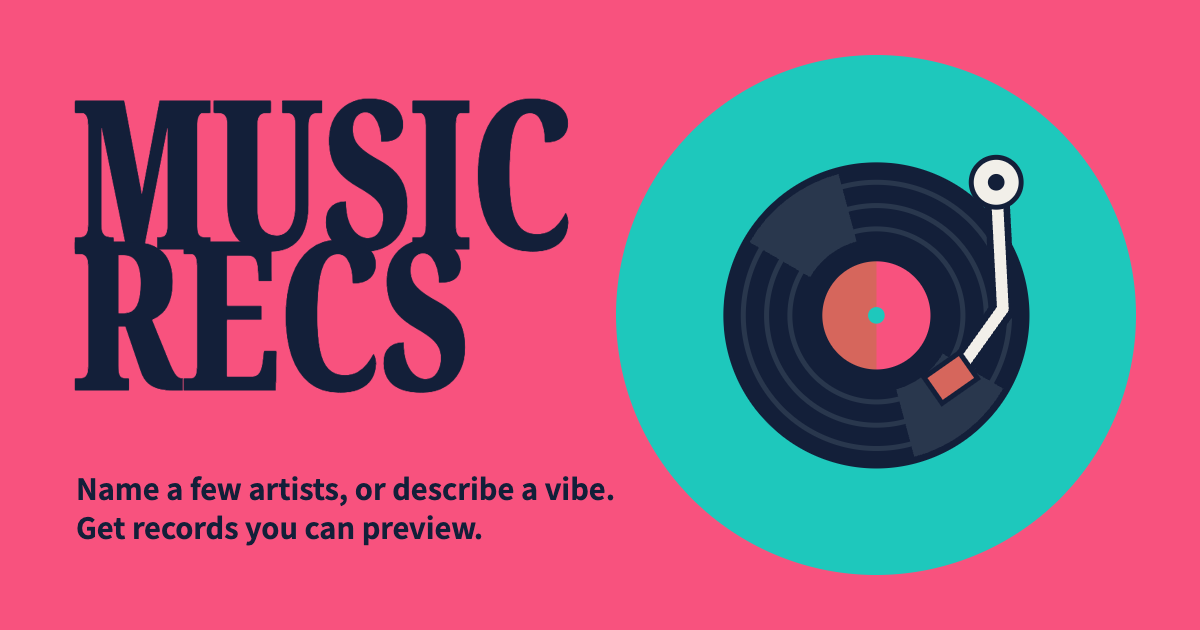 MUSIC
RECS
Name a few artists, or describe a vibe.
Get records you can preview.